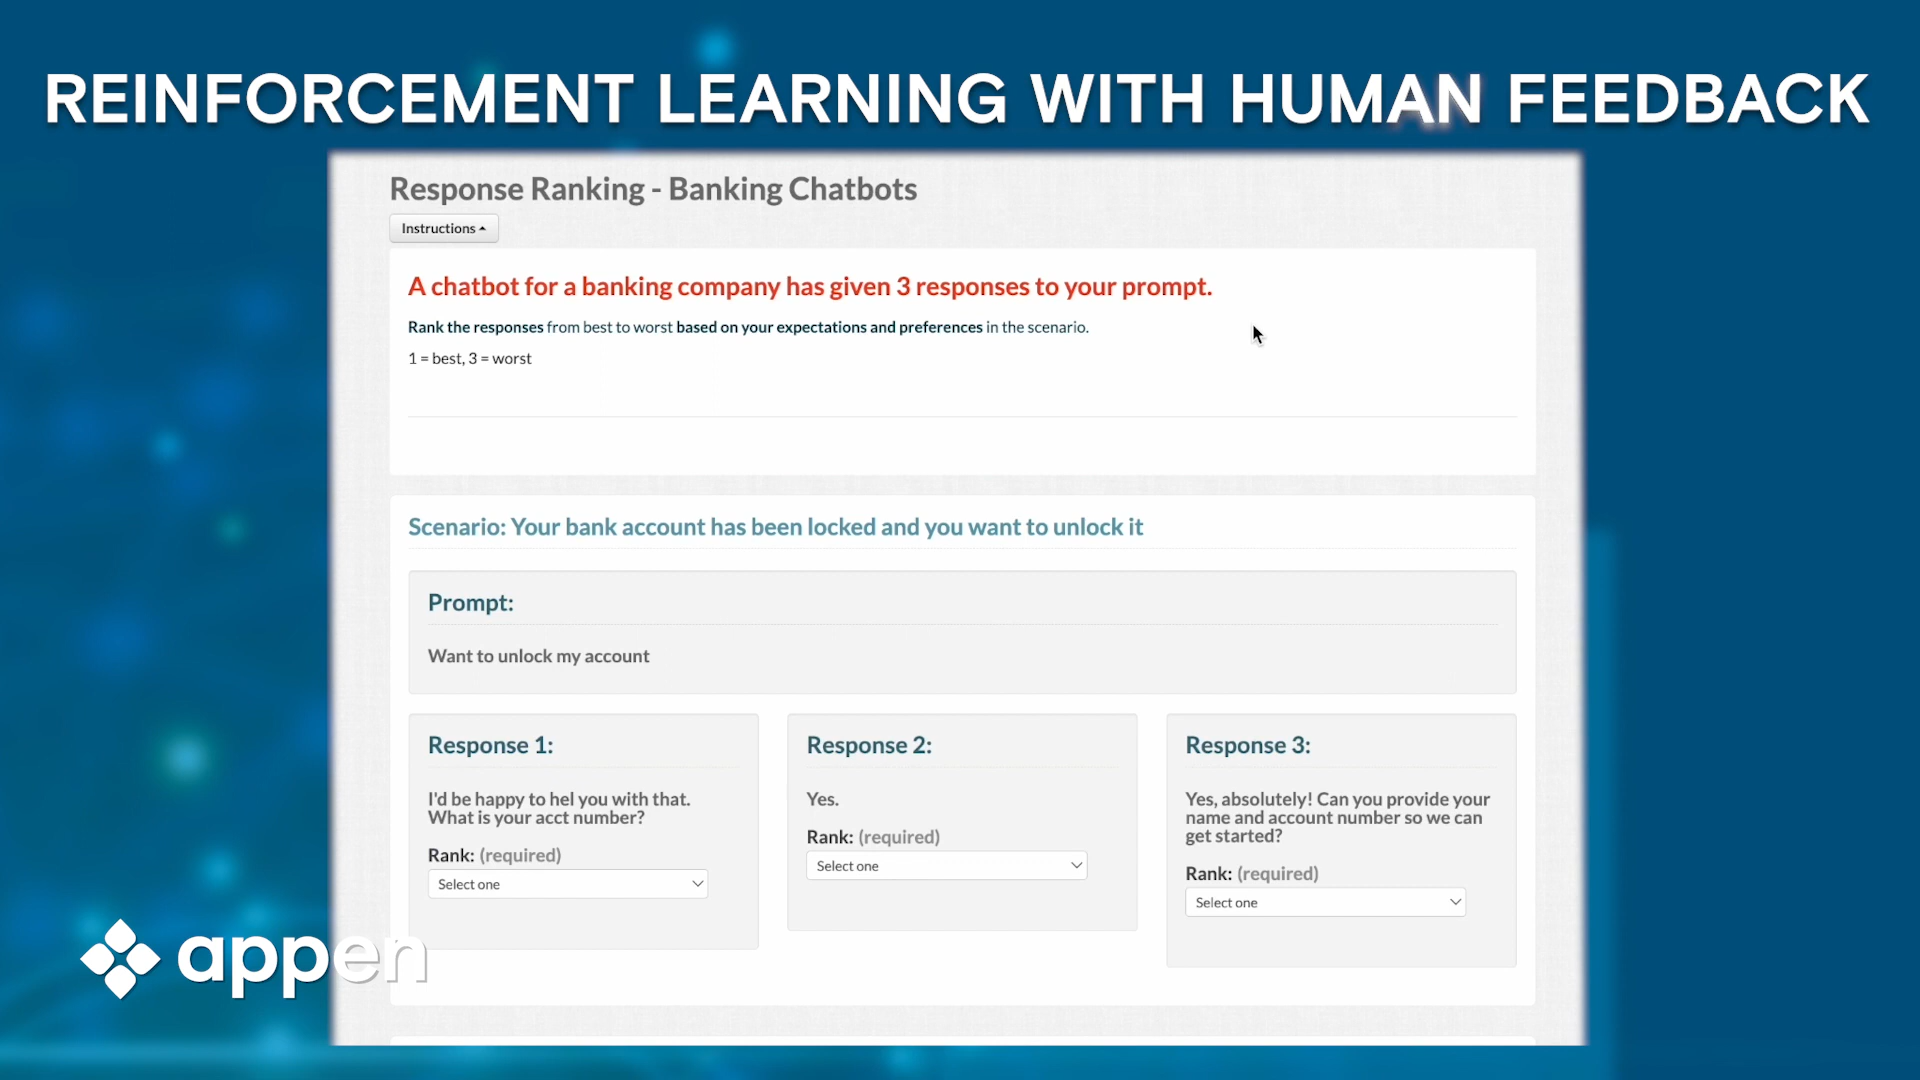 REINFORCEMENT LEARNING WITH HUMAN FEEDBACK
Response Ranking - Banking Chatbots
Instructions
A chatbot for a banking company has given 3 responses to your prompt.
Rank the responses from best to worst based on your expectations and preferences in the scenario.
1 = best, 3 = worst
Scenario: Your bank account has been locked and you want to unlock it
Prompt:
Want to unlock my account
Response 1:
I'd be happy to hel you with that.
What is your acct number?
Rank: (required)
Select one
Response 2:
Yes.
Rank: (required)
Select one
Response 3:
Yes, absolutely! Can you provide your
name and account number so we can
get started?
Rank: (required)
Select one
appen